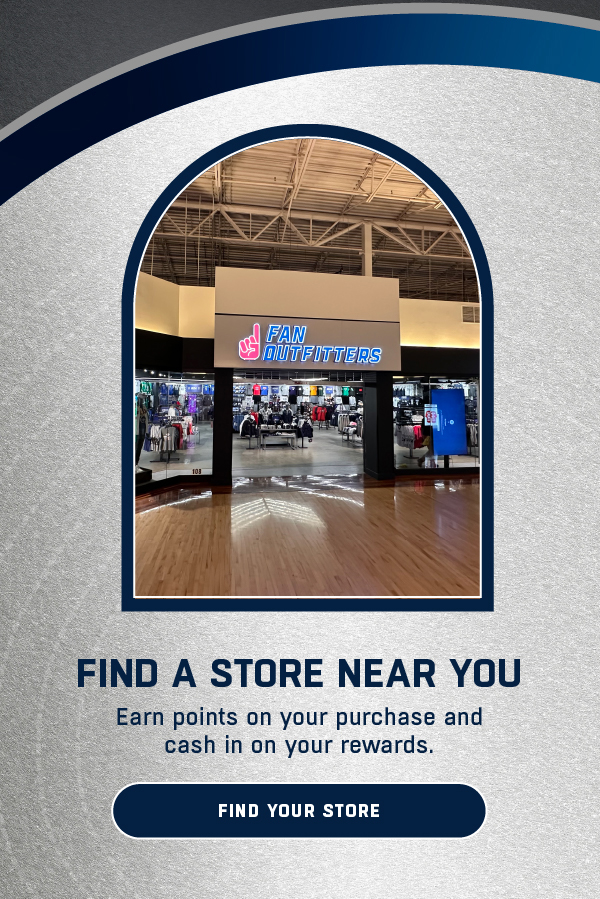 FAN
OUTFITTERS
108
FIND A STORE NEAR YOU
Earn points on your purchase and
cash in on your rewards.
FIND YOUR STORE